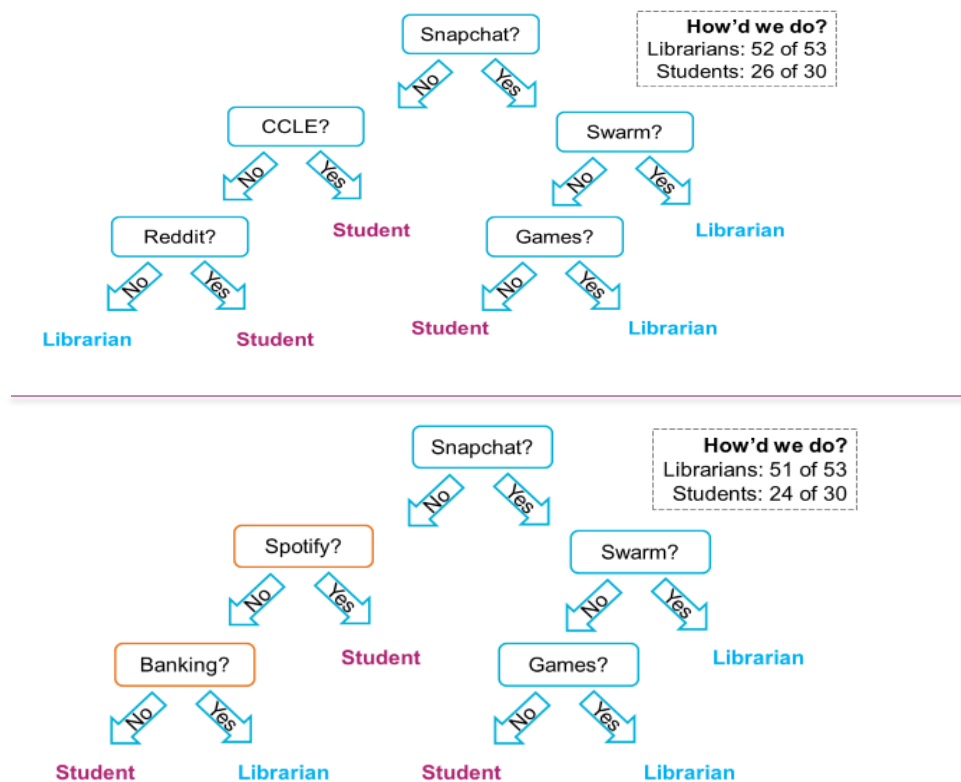 Snapchat?
How'd we do?
Librarians: 52 of 53
Students: 26 of 30
No
Yes
CCLE?
Swarm?
No
Yes
No
Yes
Reddit?
Student
Games?
Librarian
No
Yes
No
Yes
Librarian
Student
Student
Librarian
Snapchat?
How'd we do?
Librarians: 51 of 53
Students: 24 of 30
No
Yes
Spotify?
Swarm?
No
Yes
No
Yes
Banking?
Student
Games?
Librarian
No
Yes
No
Yes
Student
Librarian
Student
Librarian